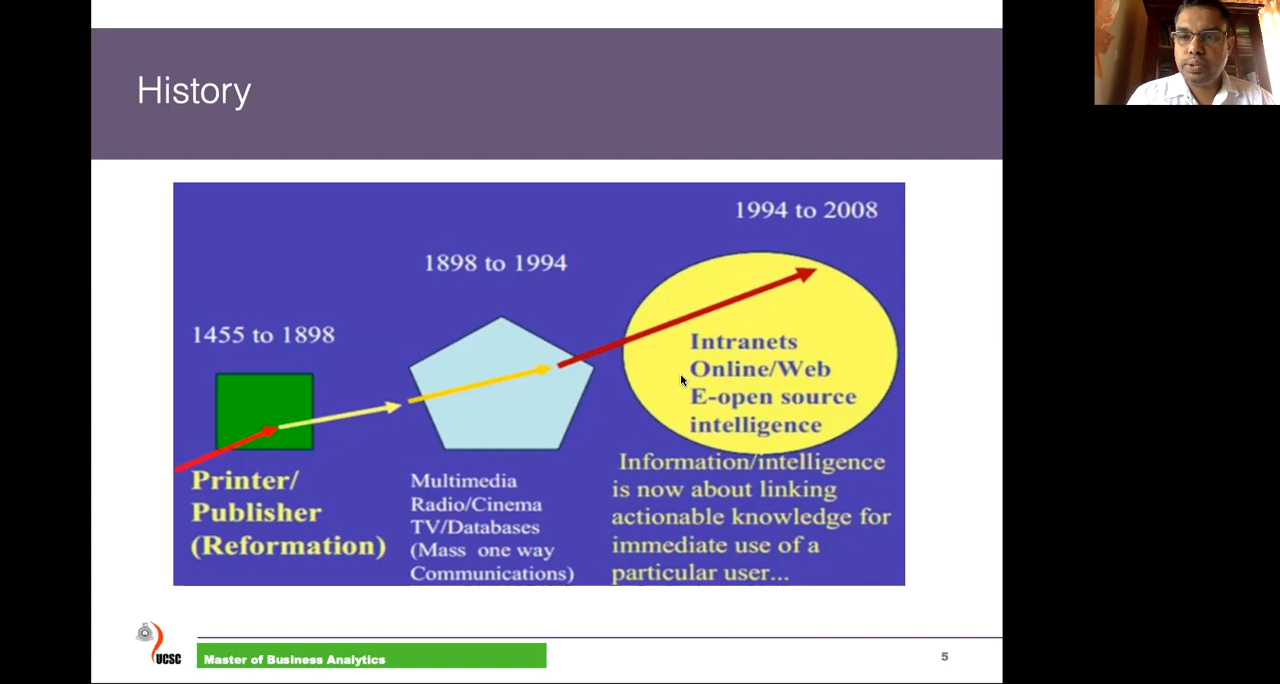 History
1994 to 2008
1898 to 1994
1455 to 1898
Intranets
Online/Web
E-open source
intelligence
Printer/
Publisher
(Reformation)
Multimedia
Radio/Cinema
TV/Databases
(Mass one way
Communications)
Information/intelligence
is now about linking
actionable knowledge for
immediate use of a
particular user...
UCSC
Master of Business Analytics
5